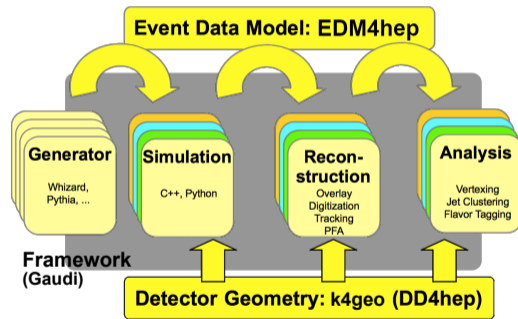 Event Data Model: EDM4hep
Generator
Whizard,
Pythia, ...
Simulation
C++, Python
Recon-
struction
Overlay
Digitization
Tracking
PFA
Analysis
Vertexing
Jet Clustering
Flavor Tagging
Framework
(Gaudi)
Detector Geometry: k4geo (DD4hep)